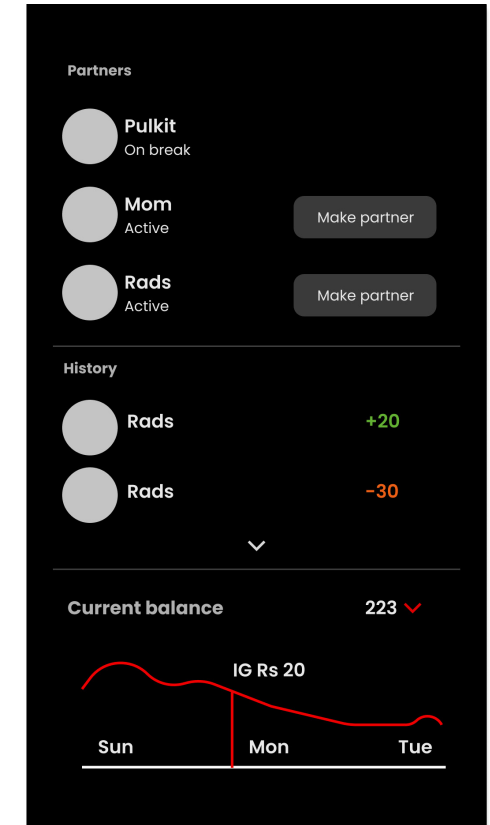 Partners
Pulkit
On break
Mom
Active
Make partner
Rads
Active
Make partner
History
Rads
+20
Rads
-30
Current balance
223
IG Rs 20
Sun
Mon
Tue